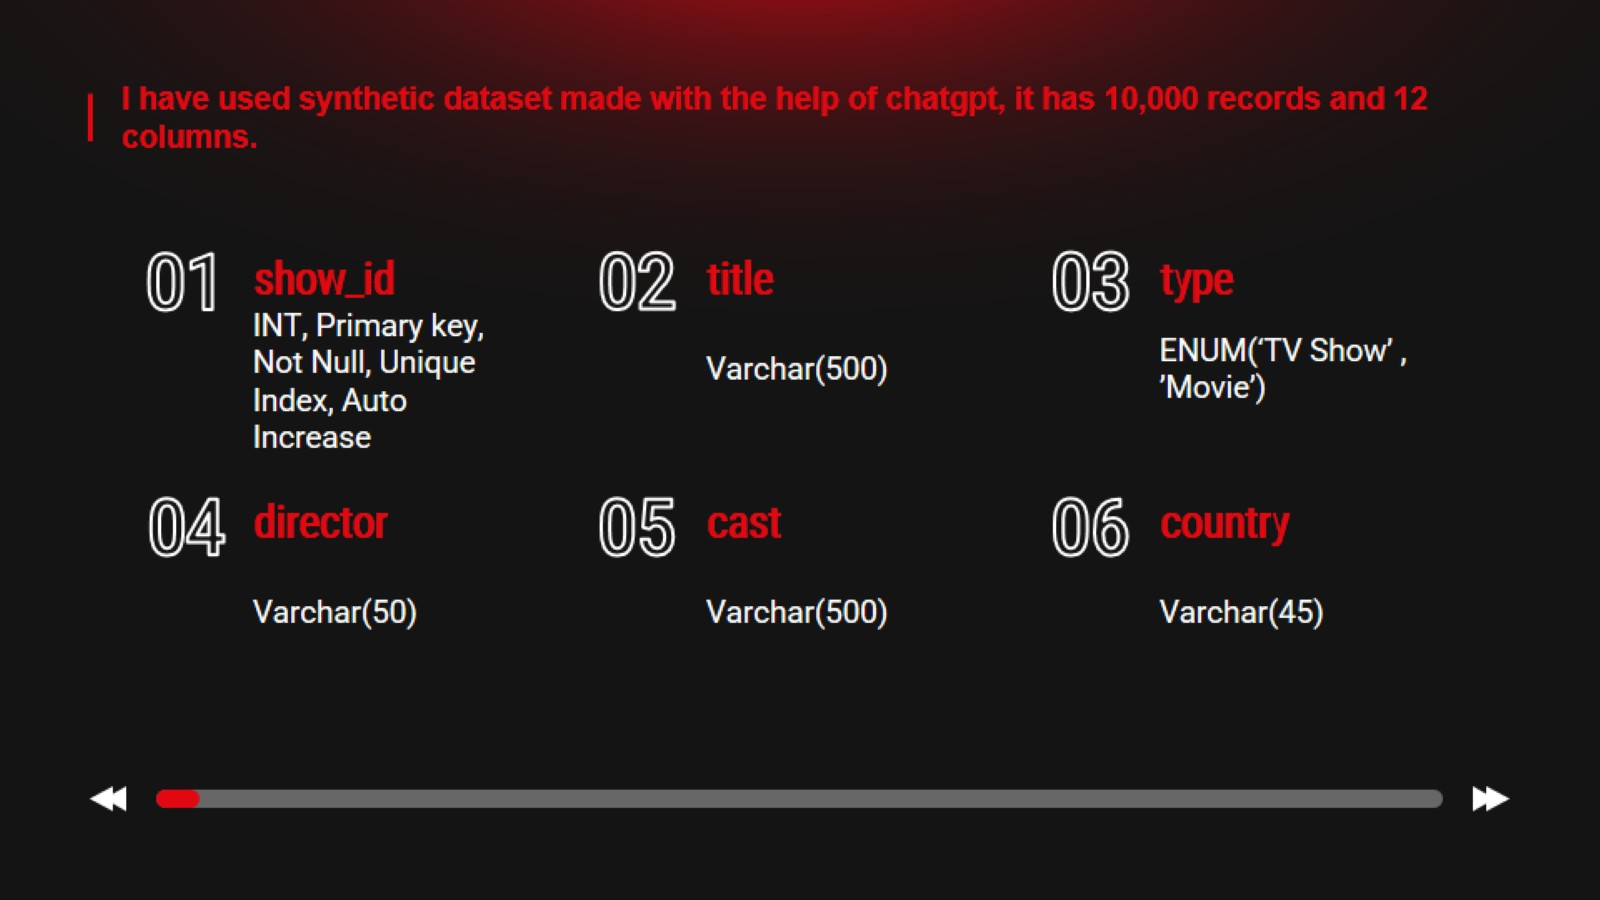 I have used synthetic dataset made with the help of chatgpt, it has 10,000 records and 12
columns.
01 show_id
INT, Primary key,
Not Null, Unique
Index, Auto
Increase
02 title
Varchar(500)
03 type
ENUM(‘TV Show’ ,
’Movie’)
04 director
Varchar(50)
05 cast
Varchar(500)
06 country
Varchar(45)